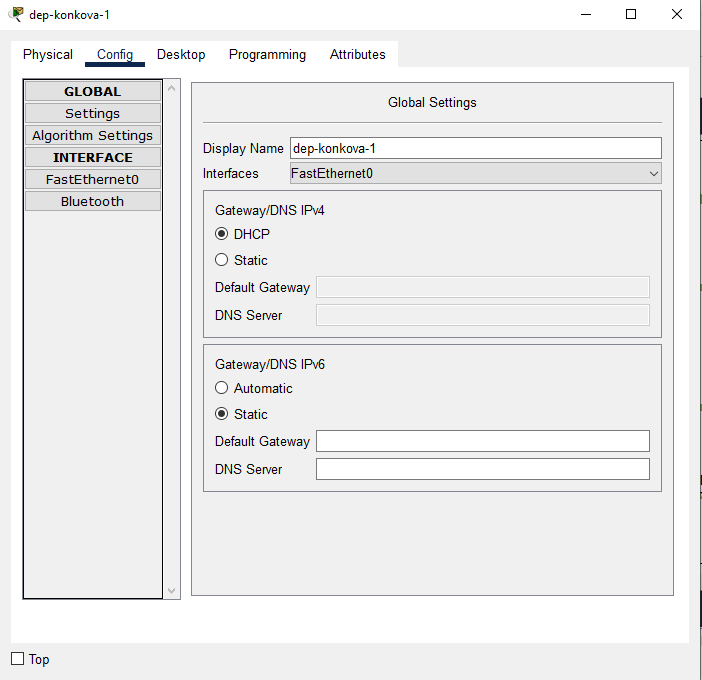 dep-konkova-1
Physical Config Desktop Programming Attributes
GLOBAL
Settings
Algorithm Settings
INTERFACE
FastEthernet0
Bluetooth
Global Settings
Display Name dep-konkova-1
Interfaces FastEthernet0
Gateway/DNS IPv4
DHCP
Static
Default Gateway
DNS Server
Gateway/DNS IPv6
Automatic
Static
Default Gateway
DNS Server
Top